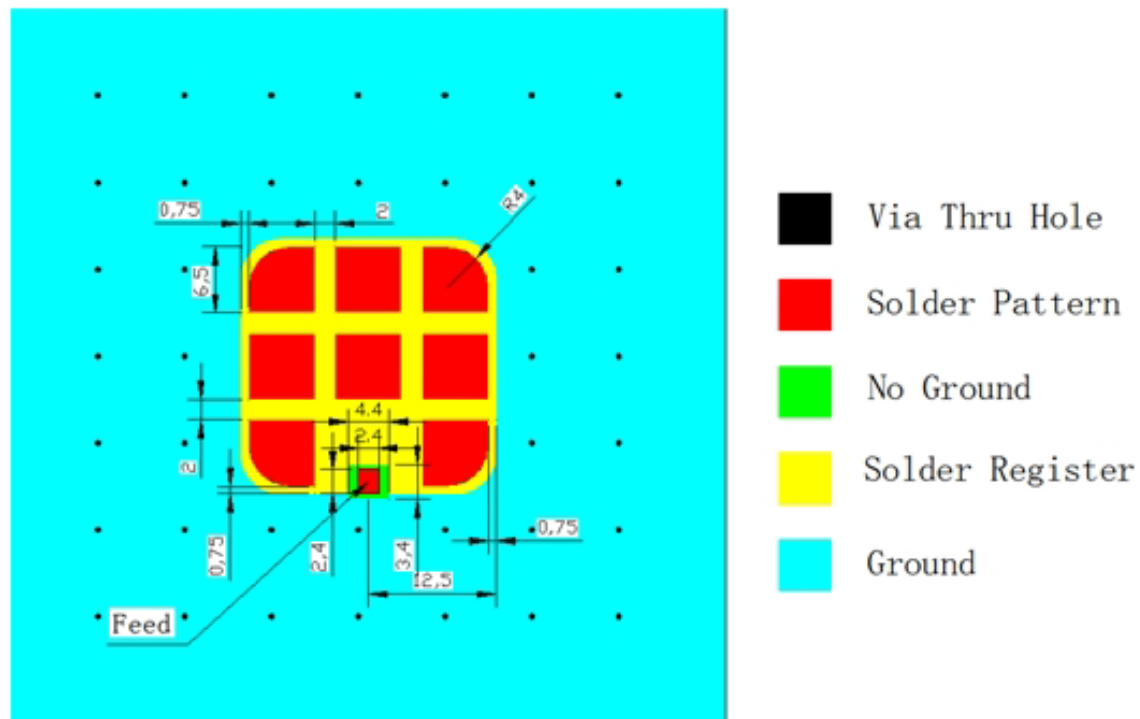 0,75
2
R4
6,5
4.4
2.4
2
0,75
2,4
3,4
0,75
12,5
Feed
Via Thru Hole
Solder Pattern
No Ground
Solder Register
Ground